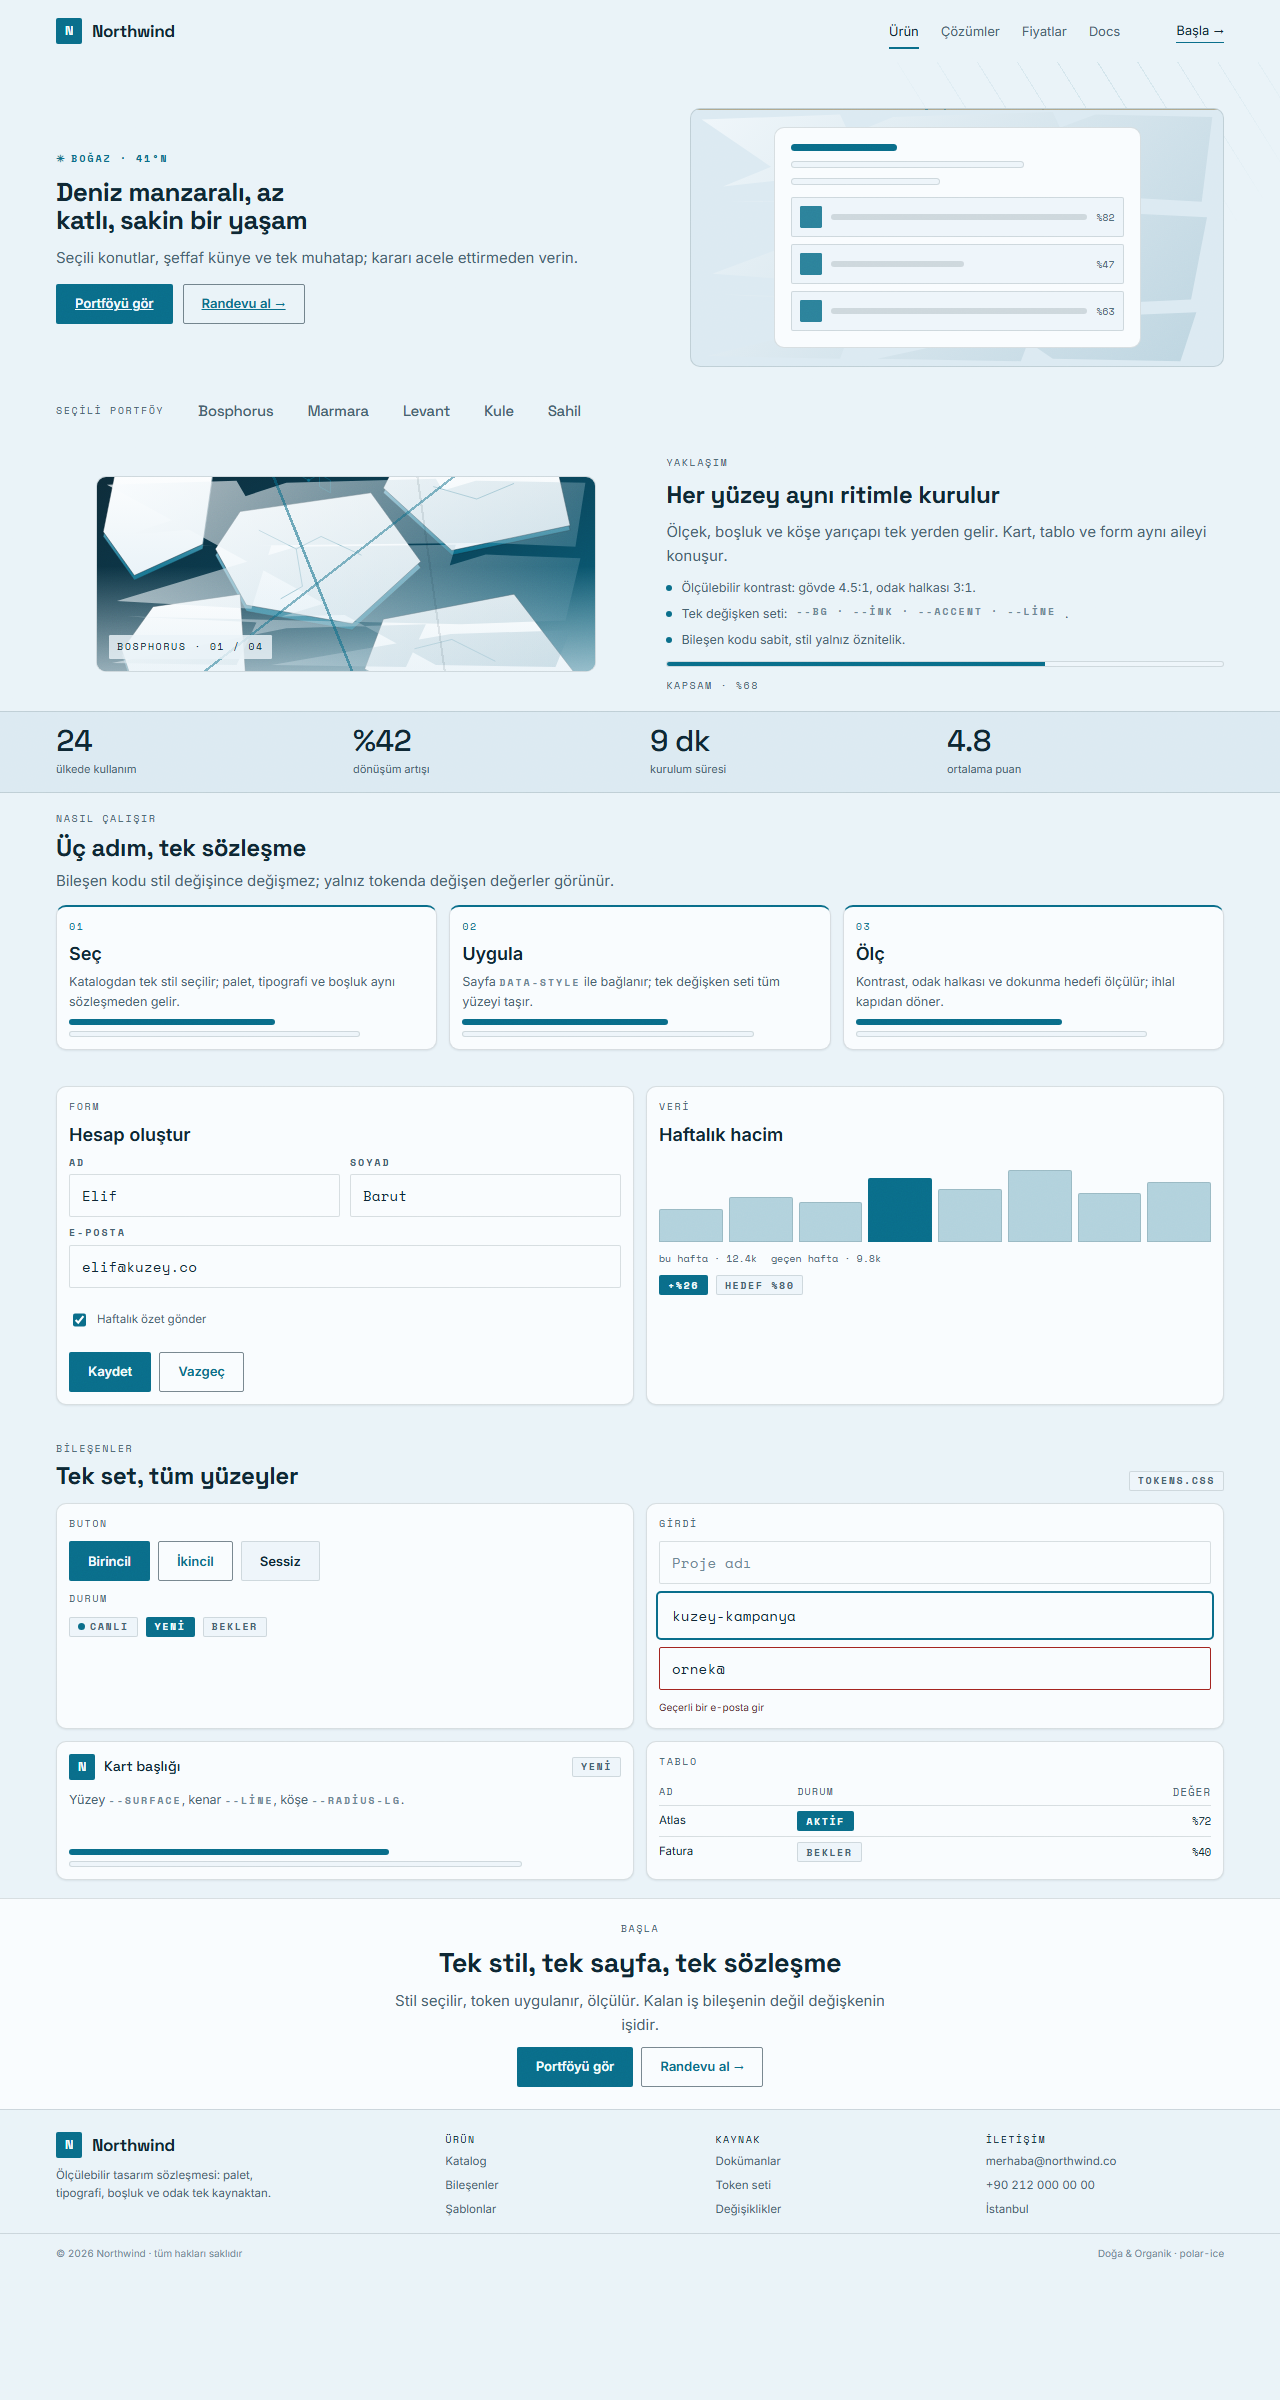 N Northwind
Ürün Çözümler Fiyatlar Docs Başla →
✳ BOĞAZ · 41°N
Deniz manzaralı, az
katlı, sakin bir yaşam
Seçili konutlar, şeffaf künye ve tek muhatap; kararı acele ettirmeden verin.
Portföyü gör Randevu al →
%82
%47
%63
SEÇİLİ PORTFÖY Bosphorus Marmara Levant Kule Sahil
BOSPHORUS · 01 / 04
YAKLAŞIM
Her yüzey aynı ritimle kurulur
Ölçek, boşluk ve köşe yarıçapı tek yerden gelir. Kart, tablo ve form aynı aileyi
konuşur.
Ölçülebilir kontrast: gövde 4.5:1, odak halkası 3:1.
Tek değişken seti: --BG · --İNK · --ACCENT · --LİNE .
Bileşen kodu sabit, stil yalnız öznitelik.
KAPSAM · %68
24 %42 9 dk 4.8
ülkede kullanım dönüşüm artışı kurulum süresi ortalama puan
NASIL ÇALIŞIR
Üç adım, tek sözleşme
Bileşen kodu stil değişince değişmez; yalnız tokenda değişen değerler görünür.
01
Seç
Katalogdan tek stil seçilir; palet, tipografi ve boşluk aynı
sözleşmeden gelir.
02
Uygula
Sayfa DATA-STYLE ile bağlanır; tek değişken seti tüm
yüzeyi taşır.
03
Ölç
Kontrast, odak halkası ve dokunma hedefi ölçülür; ihlal
kapıdan döner.
FORM
Hesap oluştur
AD SOYAD
Elif Barut
E-POSTA
elif@kuzey.co
Haftalık özet gönder
Kaydet Vazgeç
VERİ
Haftalık hacim
bu hafta · 12.4k geçen hafta · 9.8k
+%26 HEDEF %80
BİLEŞENLER
Tek set, tüm yüzeyler
TOKENS.CSS
BUTON
Birincil İkincil Sessiz
DURUM
CANLI YENİ BEKLER
GİRDİ
Proje adı
kuzey-kampanya
ornek@
Geçerli bir e-posta gir
N Kart başlığı YENİ
Yüzey --SURFACE, kenar --LİNE, köşe --RADİUS-LG.
TABLO
AD DURUM DEĞER
Atlas AKTİF %72
Fatura BEKLER %40
BAŞLA
Tek stil, tek sayfa, tek sözleşme
Stil seçilir, token uygulanır, ölçülür. Kalan iş bileşenin değil değişkenin
işidir.
Portföyü gör Randevu al →
N Northwind
Ölçülebilir tasarım sözleşmesi: palet,
tipografi, boşluk ve odak tek kaynaktan.
ÜRÜN
Katalog
Bileşenler
Şablonlar
KAYNAK
Dokümanlar
Token seti
Değişiklikler
İLETİŞİM
merhaba@northwind.co
+90 212 000 00 00
İstanbul
© 2026 Northwind · tüm hakları saklıdır
Doğa & Organik · polar-ice